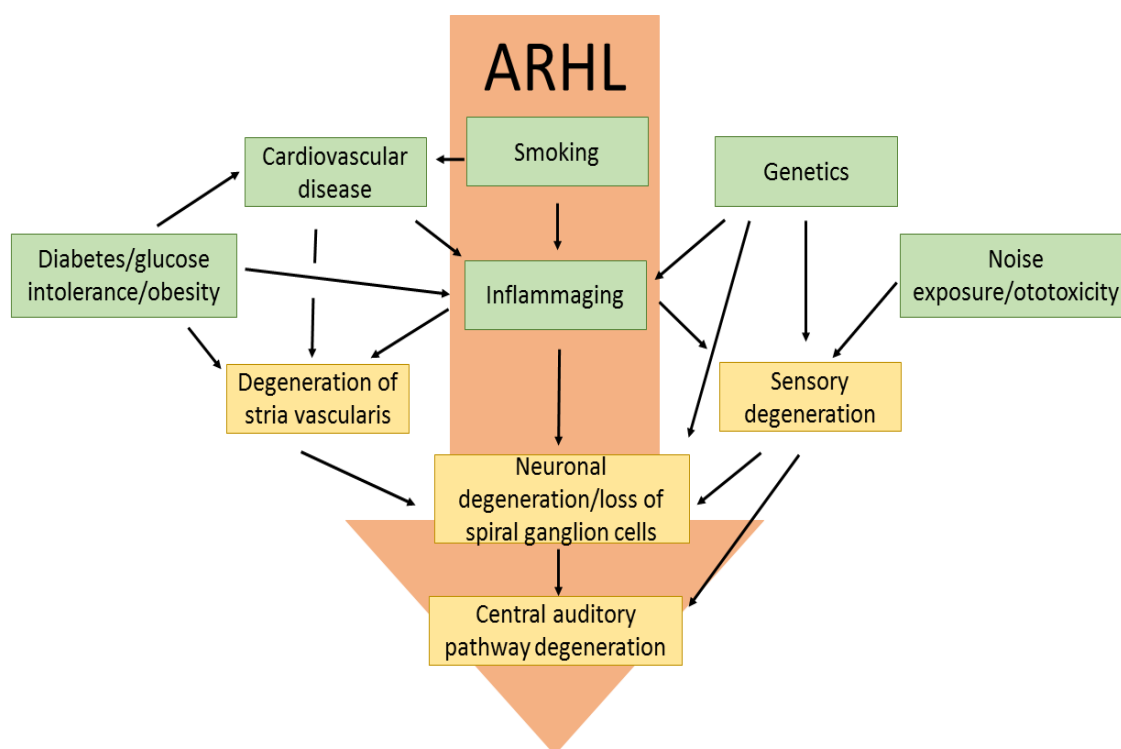 ARHL
Smoking
Cardiovascular
disease
Genetics
Diabetes/glucose
intolerance/obesity
Inflammaging
Noise
exposure/ototoxicity
Degeneration of
stria vascularis
Sensory
degeneration
Neuronal
degeneration/loss of
spiral ganglion cells
Central auditory
pathway degeneration